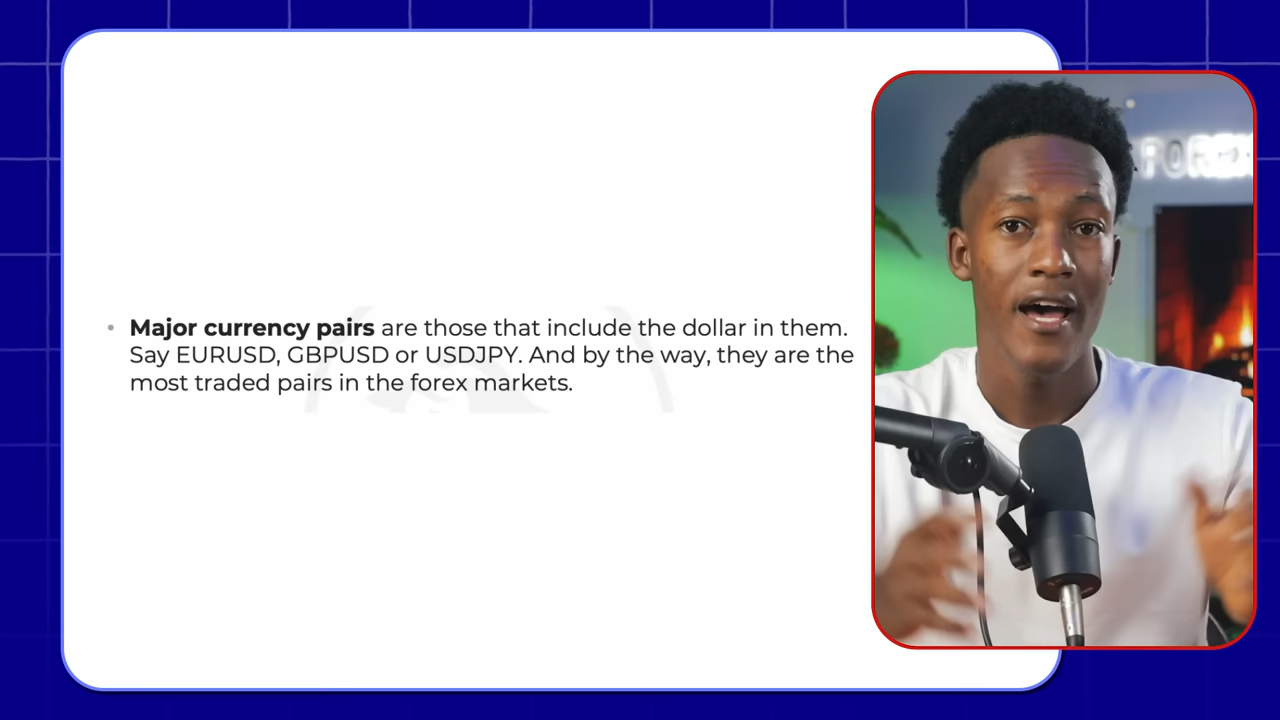 Major currency pairs are those that include the dollar in them.
Say EURUSD, GBPUSD or USDJPY. And by the way, they are the
most traded pairs in the forex markets.
FOREX